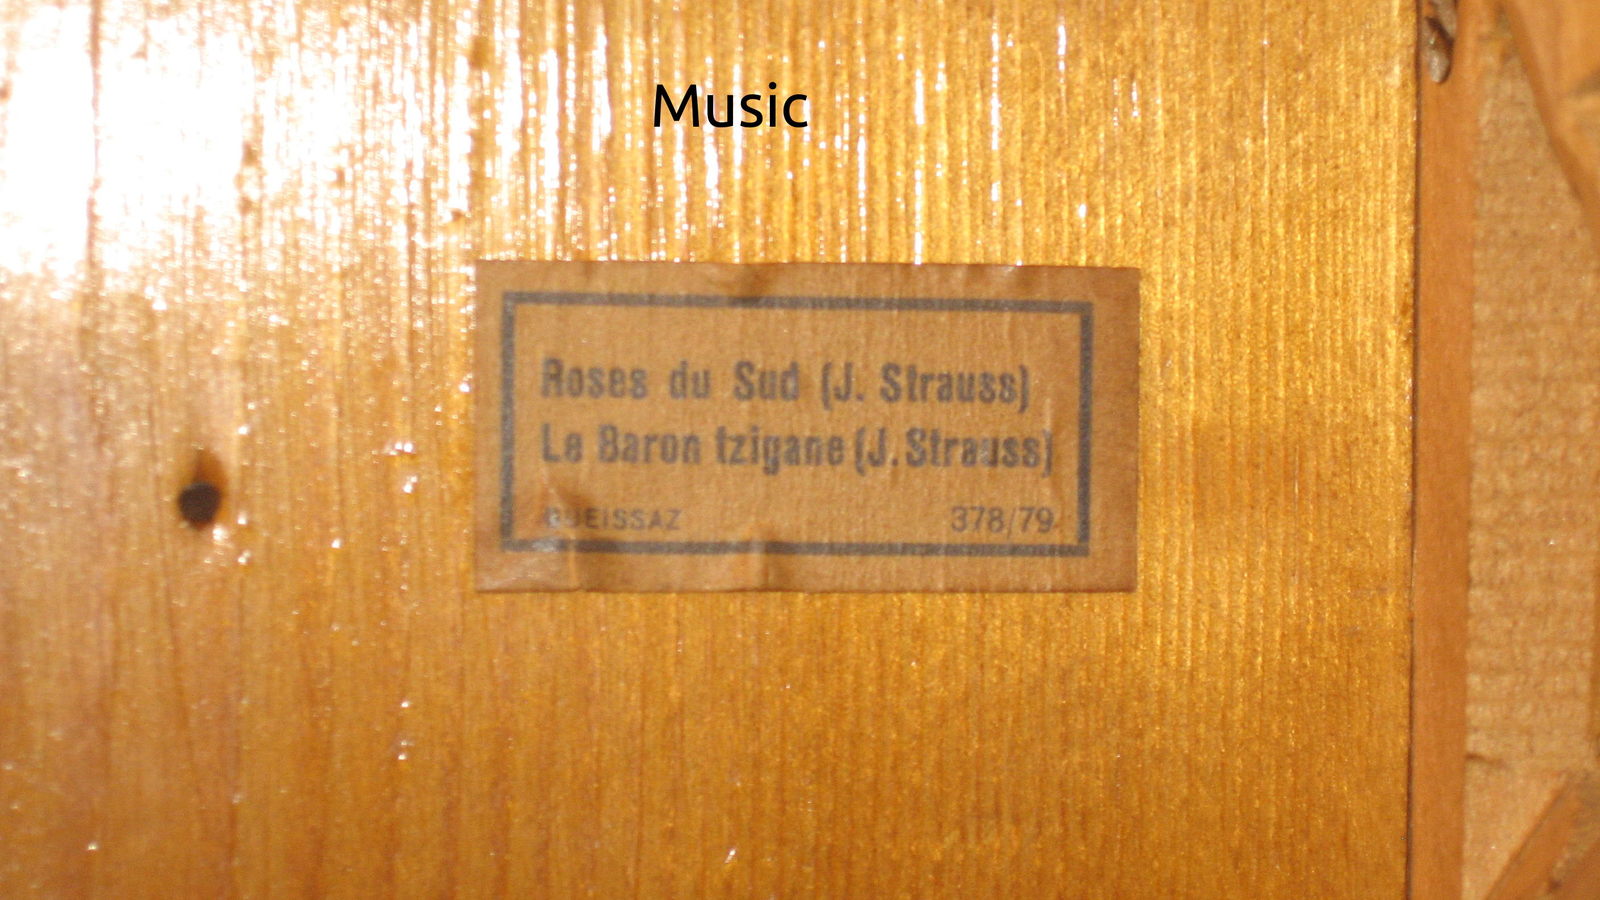 Music
Roses du Sud (J. Strauss)
Le Baron tzigane (J. Strauss)
378/79